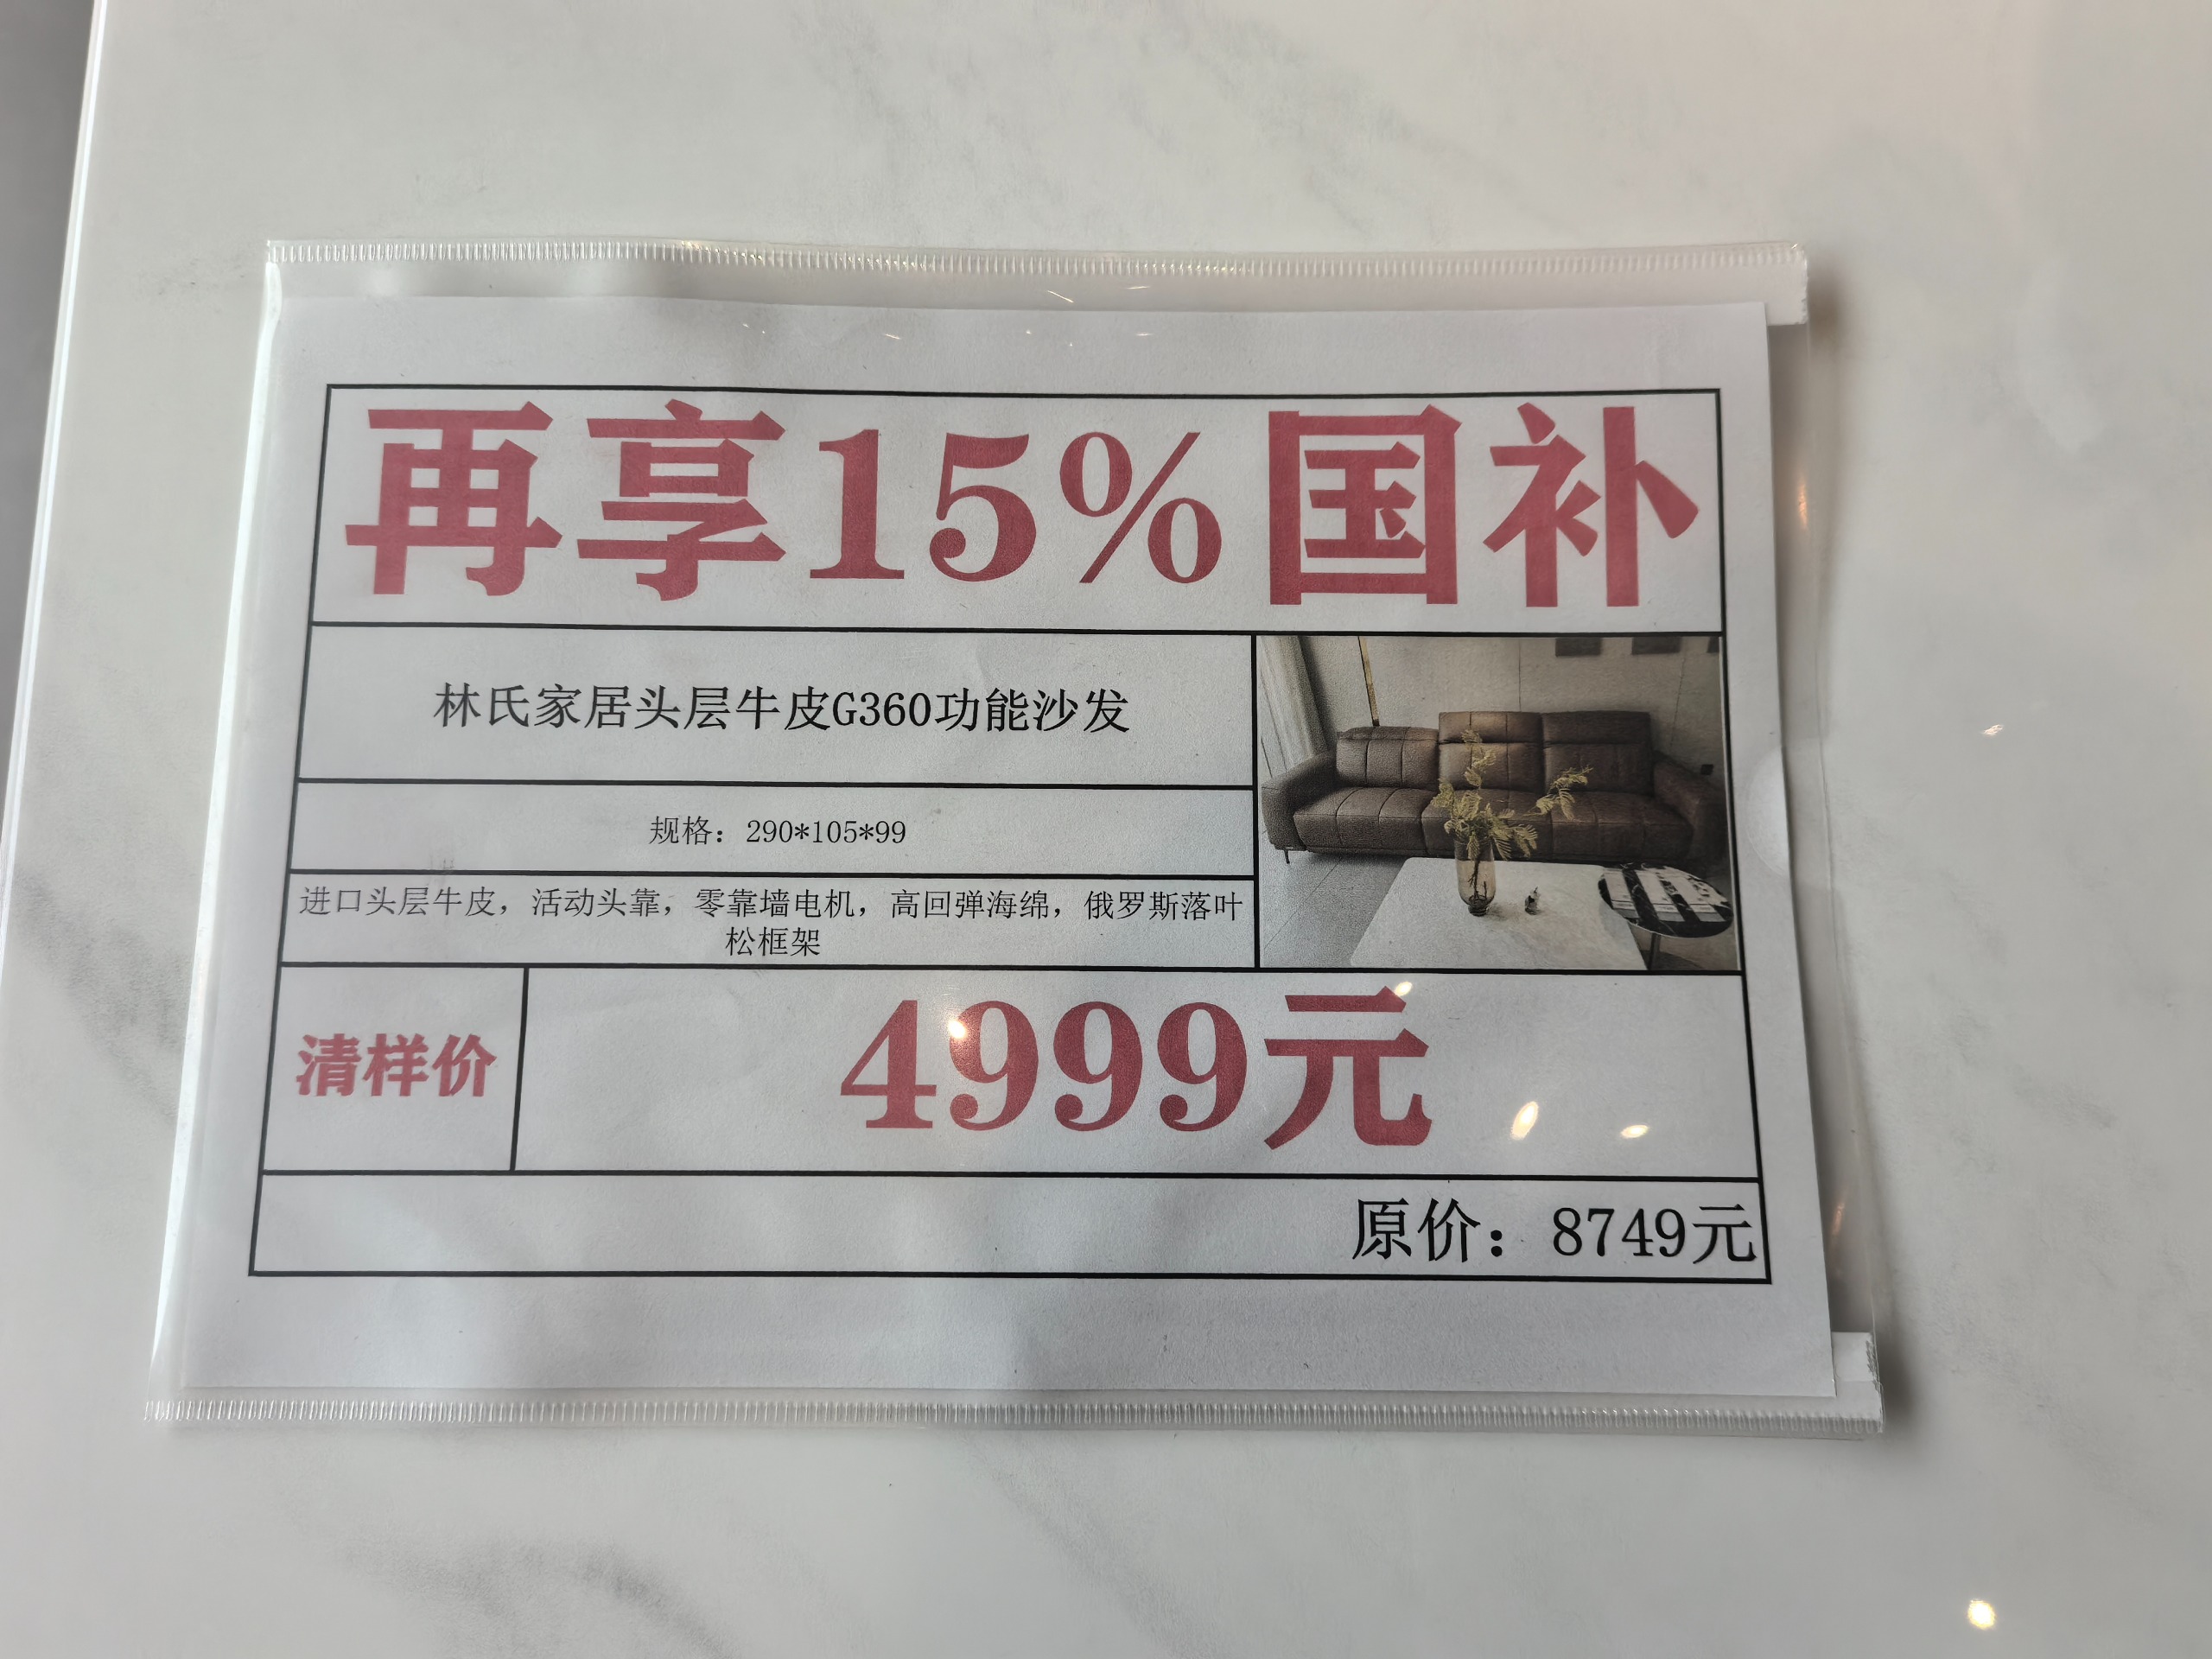 再享15%国补
林氏家居头层牛皮G360功能沙发
规格：290*105*99
进口头层牛皮，活动头靠，零靠墙电机，高回弹海绵，俄罗斯落叶
松框架
清样价
4999元
原价：8749元